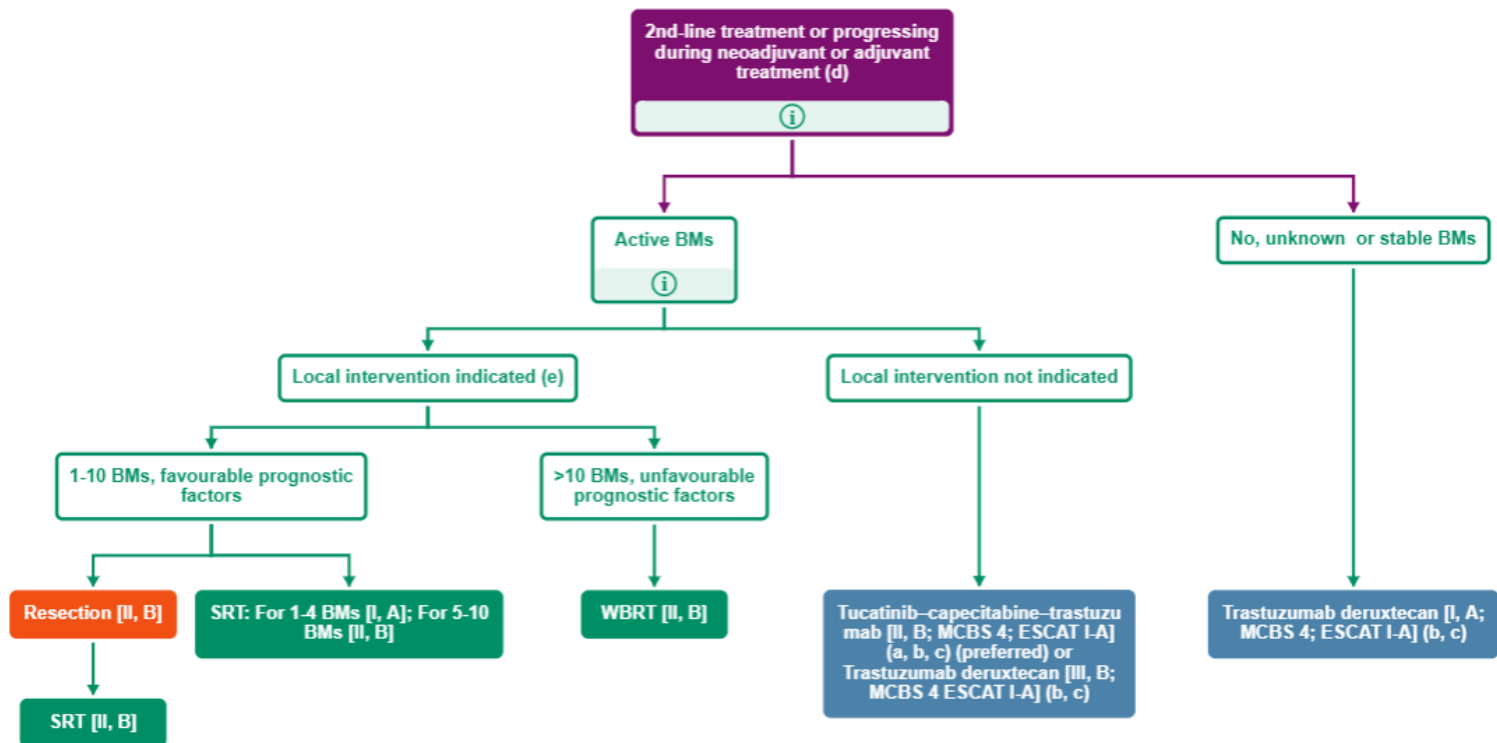 2nd-line treatment or progressing
during neoadjuvant or adjuvant
treatment (d)
i
Active BMs
i
No, unknown or stable BMs
Local intervention indicated (e)
Local intervention not indicated
1-10 BMs, favourable prognostic
factors
>10 BMs, unfavourable
prognostic factors
Resection [II, B]
SRT: For 1-4 BMs [I, A]; For 5-10
BMs [II, B]
WBRT [II, B]
Tucatinib–capecitabine–trastuzu
mab [II, B; MCBS 4; ESCAT I-A]
(a, b, c) (preferred) or
Trastuzumab deruxtecan [III, B;
MCBS 4 ESCAT I-A] (b, c)
Trastuzumab deruxtecan [I, A;
MCBS 4; ESCAT I-A] (b, c)
SRT [II, B]